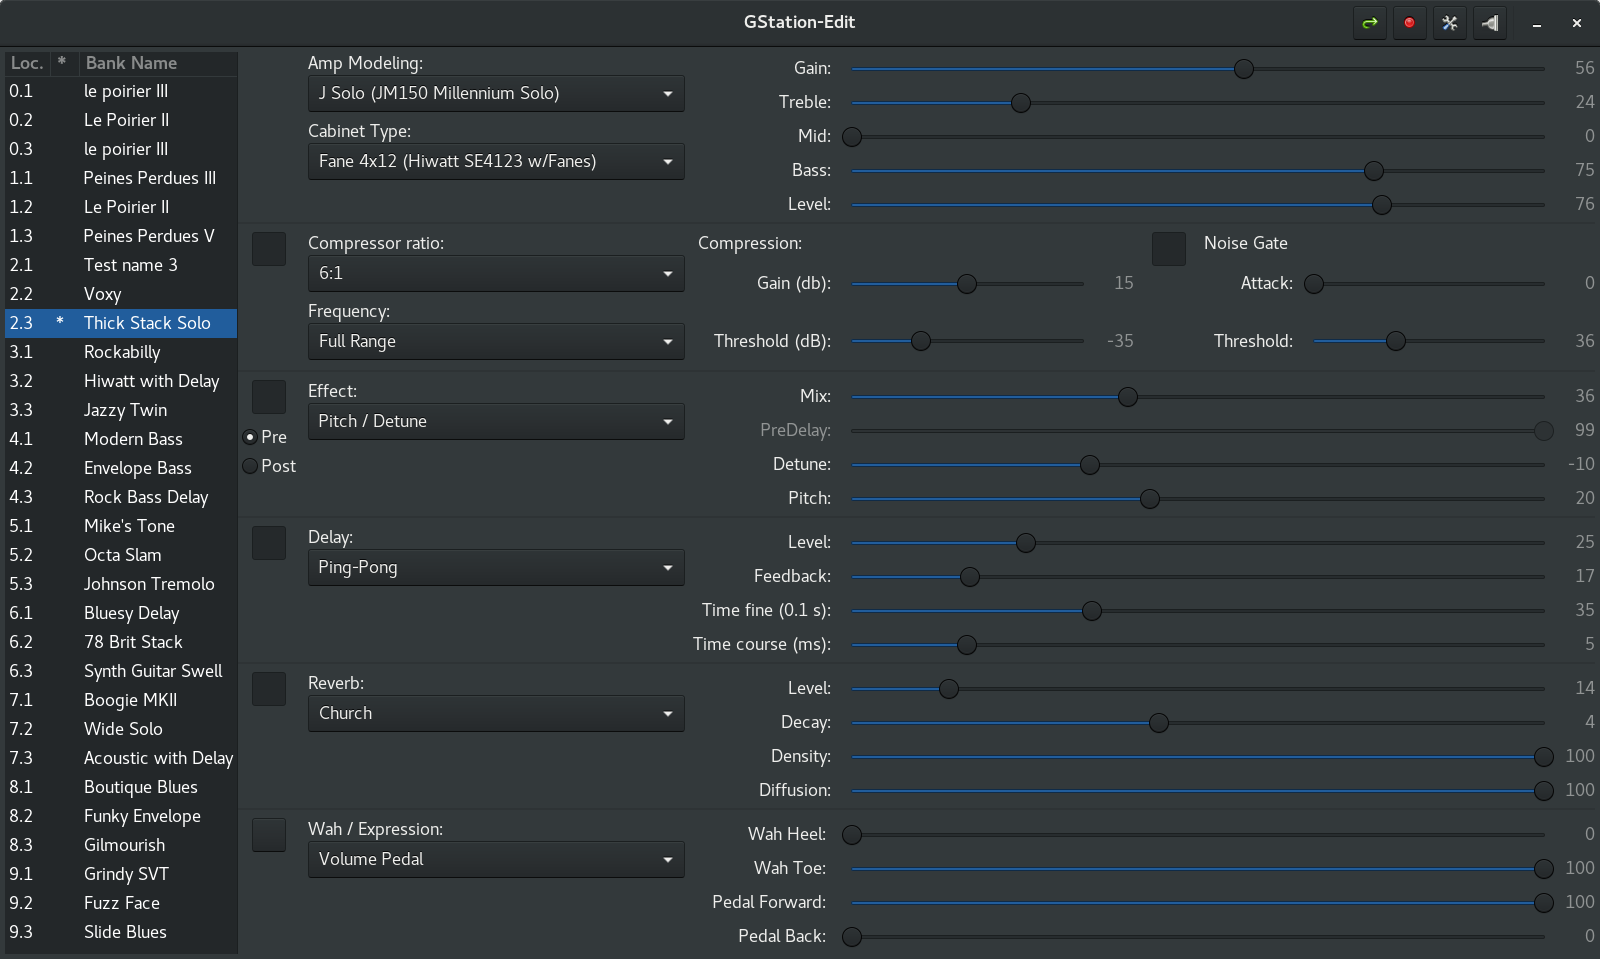 GStation-Edit
Loc. * Bank Name
0.1 le poirier III
0.2 Le Poirier II
0.3 le poirier III
1.1 Peines Perdues III
1.2 Le Poirier II
1.3 Peines Perdues V
2.1 Test name 3
2.2 Voxy
2.3 * Thick Stack Solo
3.1 Rockabilly
3.2 Hiwatt with Delay
3.3 Jazzy Twin
4.1 Modern Bass
4.2 Envelope Bass
4.3 Rock Bass Delay
5.1 Mike's Tone
5.2 Octa Slam
5.3 Johnson Tremolo
6.1 Bluesy Delay
6.2 78 Brit Stack
6.3 Synth Guitar Swell
7.1 Boogie MKII
7.2 Wide Solo
7.3 Acoustic with Delay
8.1 Boutique Blues
8.2 Funky Envelope
8.3 Gilmourish
9.1 Grindy SVT
9.2 Fuzz Face
9.3 Slide Blues
Amp Modeling:
J Solo (JM150 Millennium Solo)
Cabinet Type:
Fane 4x12 (Hiwatt SE4123 w/Fanes)
Gain: 56
Treble: 24
Mid: 0
Bass: 75
Level: 76
Compressor ratio:
6:1
Frequency:
Full Range
Compression:
Gain (db): 15
Threshold (dB): -35
Noise Gate
Attack: 0
Threshold: 36
Effect:
Pitch / Detune
Pre
Post
Mix: 36
PreDelay: 99
Detune: -10
Pitch: 20
Delay:
Ping-Pong
Level: 25
Feedback: 17
Time fine (0.1 s): 35
Time course (ms): 5
Reverb:
Church
Level: 14
Decay: 4
Density: 100
Diffusion: 100
Wah / Expression:
Volume Pedal
Wah Heel: 0
Wah Toe: 100
Pedal Forward: 100
Pedal Back: 0